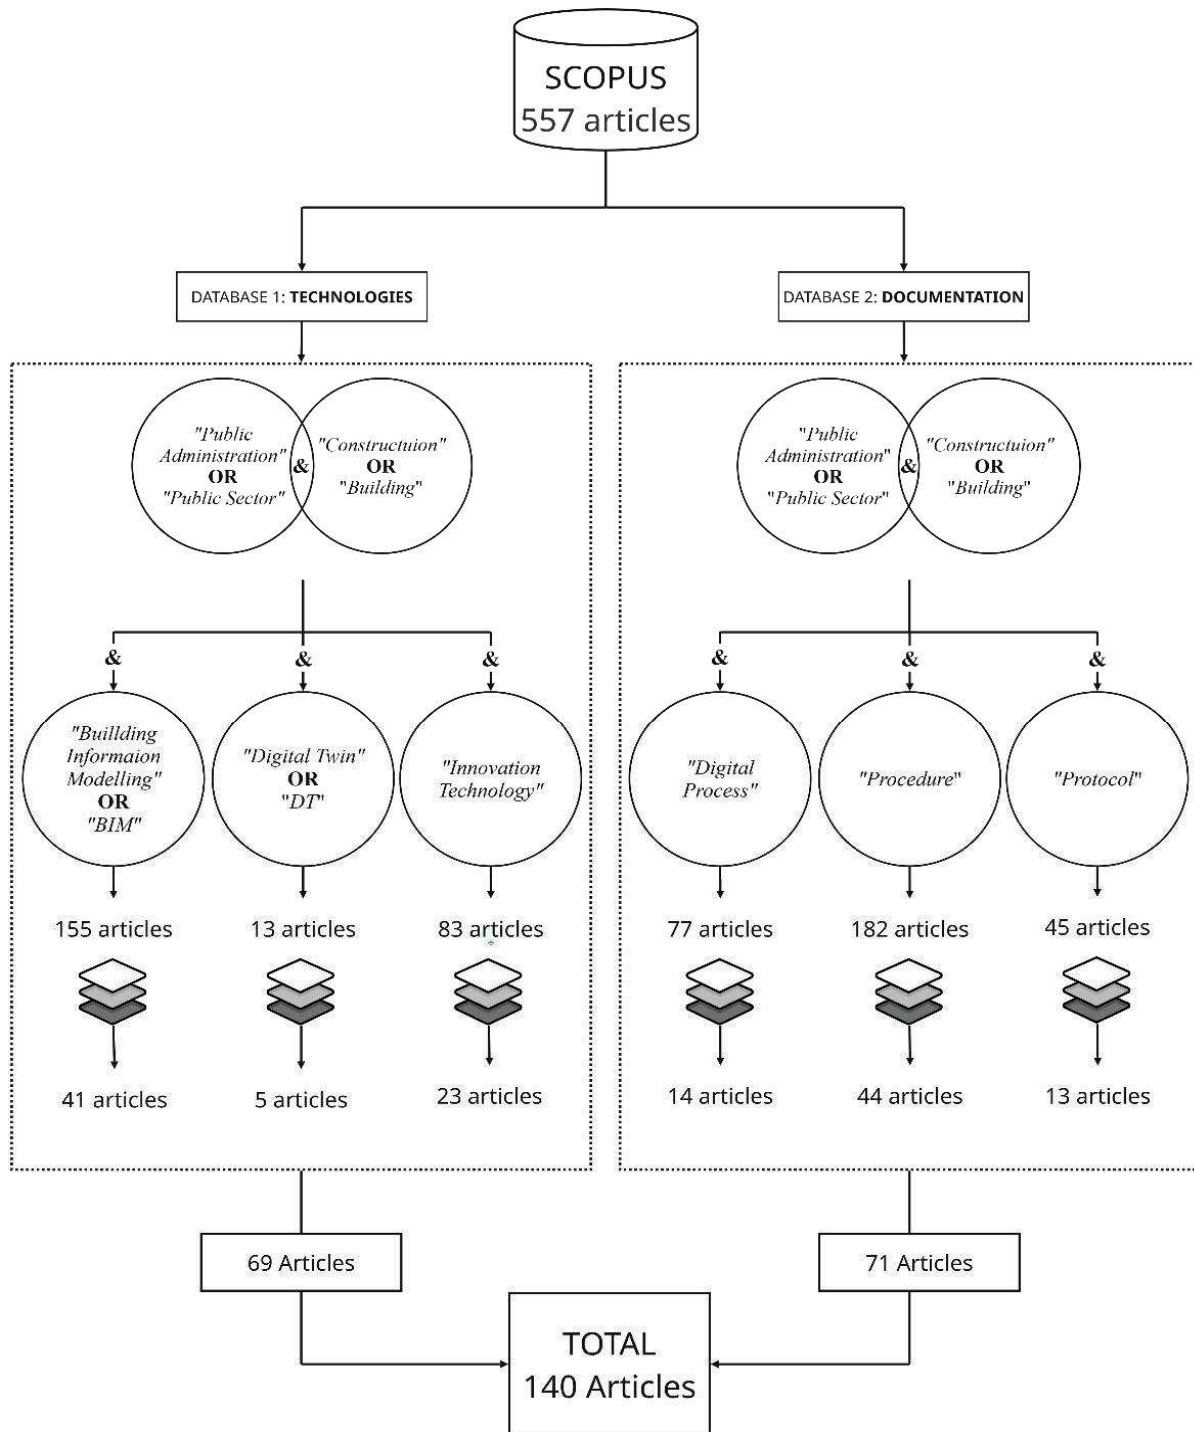 SCOPUS
557 articles
DATABASE 1: TECHNOLOGIES
DATABASE 2: DOCUMENTATION
"Public
Administration"
OR
"Public Sector"
&
"Constructuion"
OR
"Building"
"Public
Administration"
OR
"Public Sector"
&
"Constructuion"
OR
"Building"
& & &
& & &
"Buillding
Informaion
Modelling"
OR
"BIM"
"Digital Twin"
OR
"DT"
"Innovation
Technology"
"Digital
Process"
"Procedure"
"Protocol"
155 articles
13 articles
83 articles
77 articles
182 articles
45 articles
41 articles
5 articles
23 articles
14 articles
44 articles
13 articles
69 Articles
71 Articles
TOTAL
140 Articles